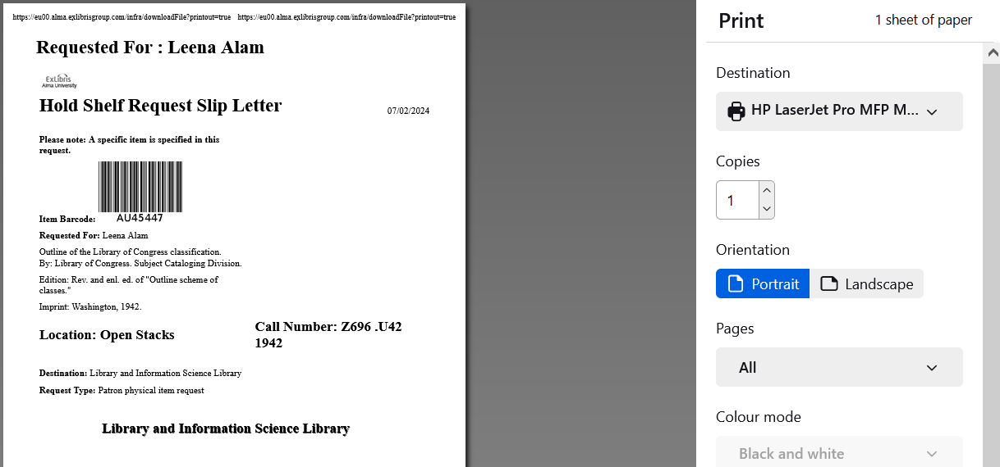 https://eu00.alma.exlibrisgroup.com/infra/downloadFile?printout=true https://eu00.alma.exlibrisgroup.com/infra/downloadFile?printout=true
Requested For : Leena Alam
ExLibris
Alma University
Hold Shelf Request Slip Letter
07/02/2024
Please note: A specific item is specified in this
request.
Item Barcode: AU45447
Requested For: Leena Alam
Outline of the Library of Congress classification.
By: Library of Congress. Subject Cataloging Division.
Edition: Rev. and enl. ed. of "Outline scheme of
classes."
Imprint: Washington, 1942.
Location: Open Stacks
Call Number: Z696 .U42
1942
Destination: Library and Information Science Library
Request Type: Patron physical item request
Library and Information Science Library
Print
1 sheet of paper
Destination
HP LaserJet Pro MFP M...
Copies
1
Orientation
Portrait
Landscape
Pages
All
Colour mode
Black and white